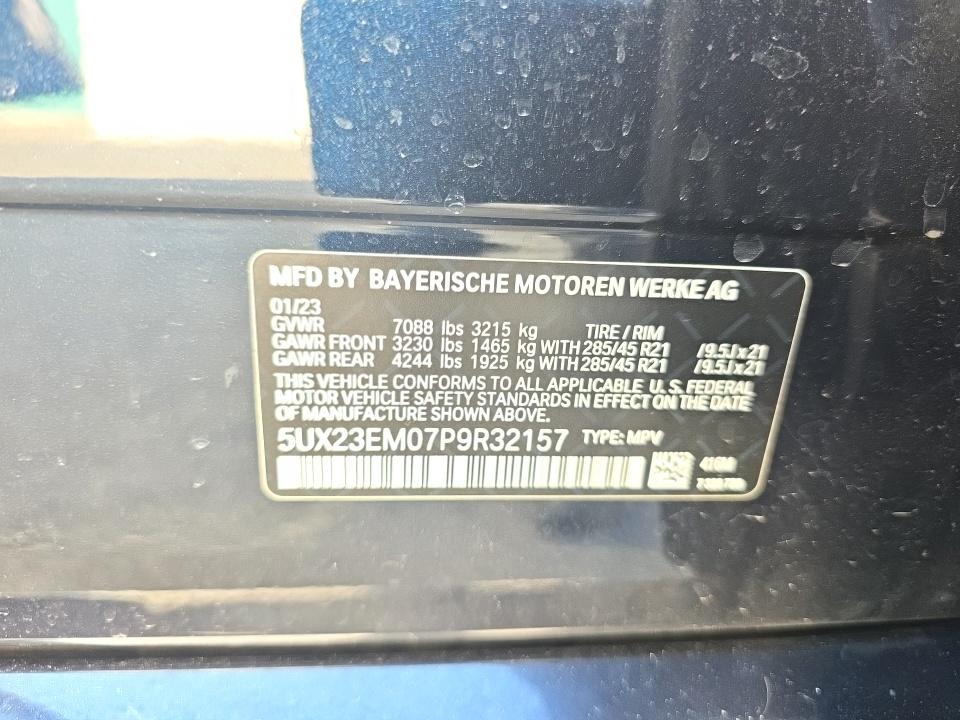 MFD BY BAYERISCHE MOTOREN WERKE AG
01/23
GVWR 7088 lbs 3215 kg TIRE / RIM
GAWR FRONT 3230 lbs 1465 kg WITH 285/45 R21 /9.5J x 21
GAWR REAR 4244 lbs 1925 kg WITH 285/45 R21 /9.5J x 21
THIS VEHICLE CONFORMS TO ALL APPLICABLE U.S. FEDERAL
MOTOR VEHICLE SAFETY STANDARDS IN EFFECT ON THE DATE
OF MANUFACTURE SHOWN ABOVE.
5UX23EM07P9R32157 TYPE: MPV